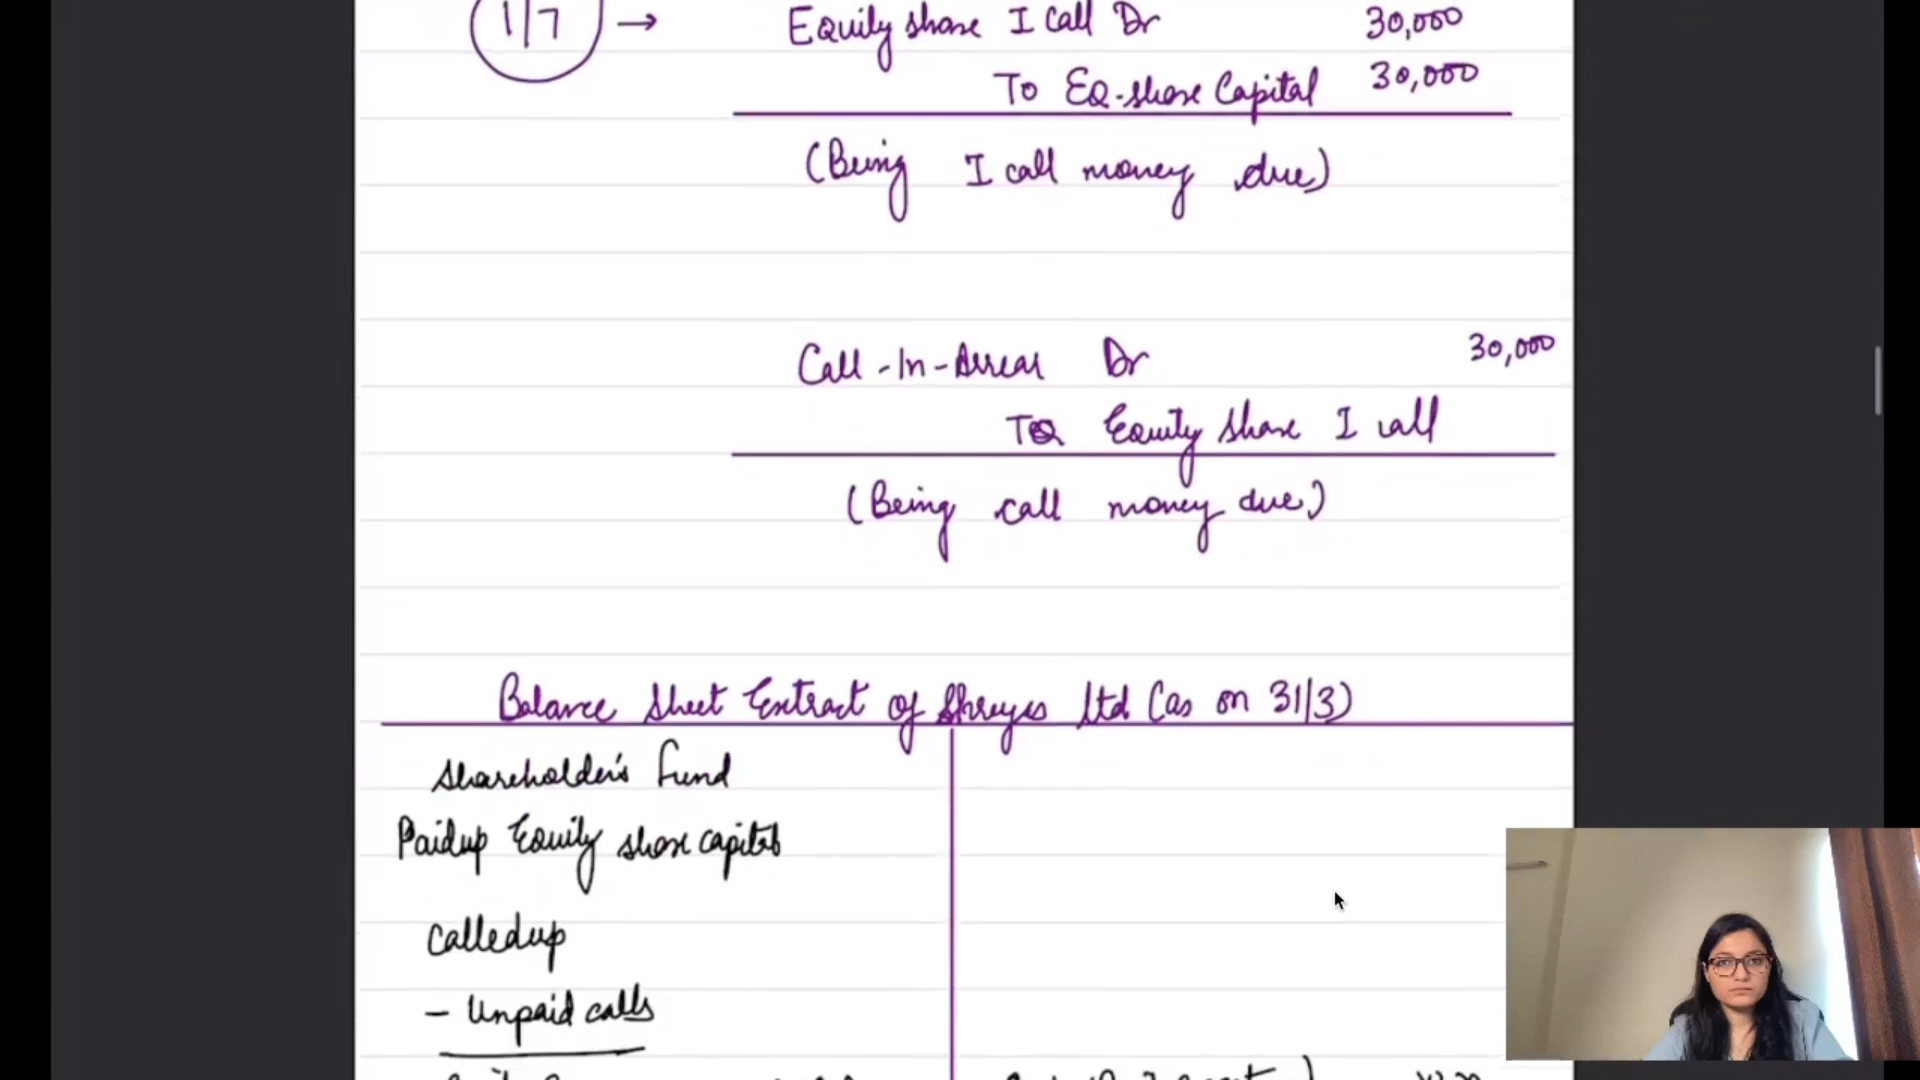 1/7 → Equity share I Call Dr 30,000
To Eq. share Capital 30,000
(Being I call money due)
Call-In-Arrear Dr 30,000
To Equity share I call
(Being call money due)
Balance Sheet Extract of Shreyas Ltd (as on 31/3)
Shareholder's Fund
Paidup Equity share capital
Calledup
- Unpaid calls